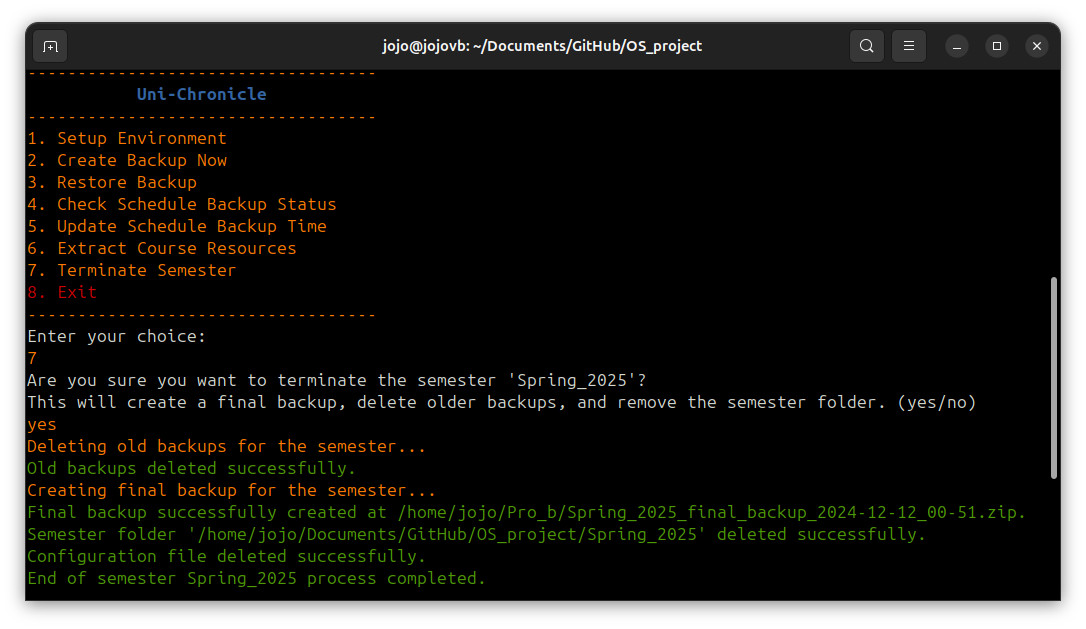 jojo@jojovb: ~/Documents/GitHub/OS_project
-----------------------------------
Uni-Chronicle
-----------------------------------
1. Setup Environment
2. Create Backup Now
3. Restore Backup
4. Check Schedule Backup Status
5. Update Schedule Backup Time
6. Extract Course Resources
7. Terminate Semester
8. Exit
-----------------------------------
Enter your choice:
7
Are you sure you want to terminate the semester 'Spring_2025'?
This will create a final backup, delete older backups, and remove the semester folder. (yes/no)
yes
Deleting old backups for the semester...
Old backups deleted successfully.
Creating final backup for the semester...
Final backup successfully created at /home/jojo/Pro_b/Spring_2025_final_backup_2024-12-12_00-51.zip.
Semester folder '/home/jojo/Documents/GitHub/OS_project/Spring_2025' deleted successfully.
Configuration file deleted successfully.
End of semester Spring_2025 process completed.